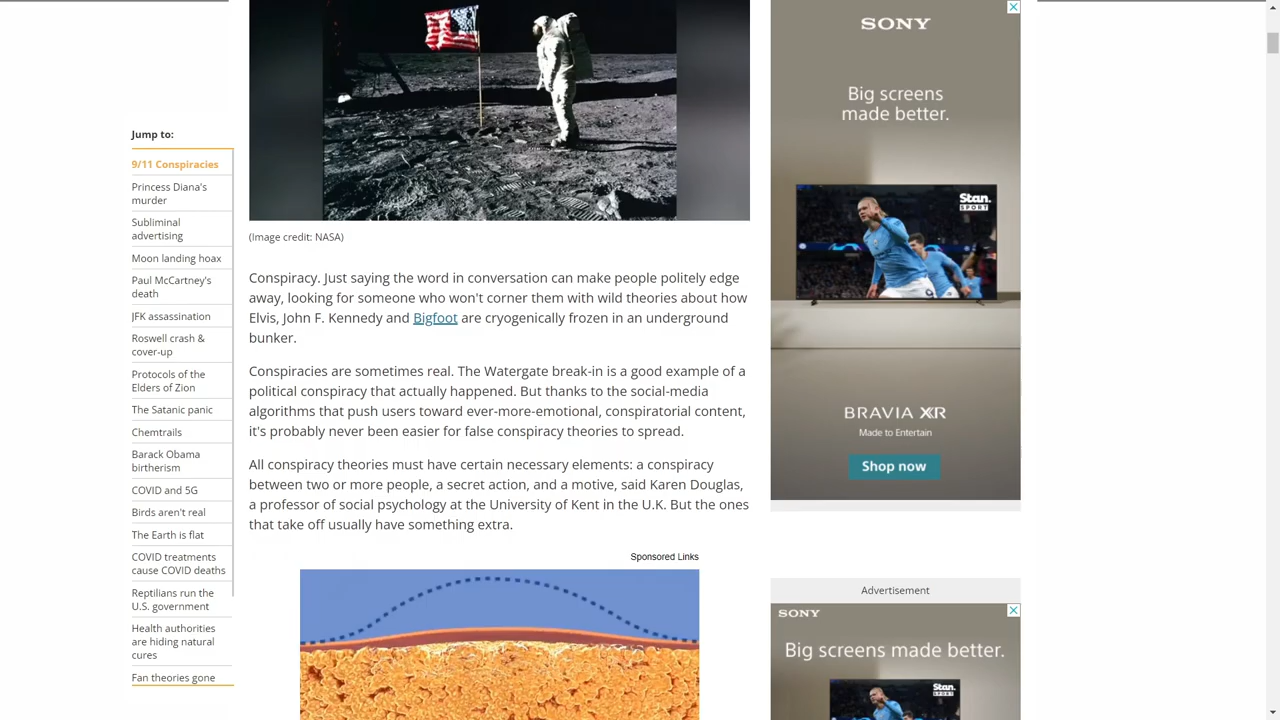 Jump to:
9/11 Conspiracies
Princess Diana's
murder
Subliminal
advertising
Moon landing hoax
Paul McCartney's
death
JFK assassination
Roswell crash &
cover-up
Protocols of the
Elders of Zion
The Satanic panic
Chemtrails
Barack Obama
birtherism
COVID and 5G
Birds aren't real
The Earth is flat
COVID treatments
cause COVID deaths
Reptilians run the
U.S. government
Health authorities
are hiding natural
cures
Fan theories gone
(Image credit: NASA)
Conspiracy. Just saying the word in conversation can make people politely edge
away, looking for someone who won't corner them with wild theories about how
Elvis, John F. Kennedy and Bigfoot are cryogenically frozen in an underground
bunker.
Conspiracies are sometimes real. The Watergate break-in is a good example of a
political conspiracy that actually happened. But thanks to the social-media
algorithms that push users toward ever-more-emotional, conspiratorial content,
it's probably never been easier for false conspiracy theories to spread.
All conspiracy theories must have certain necessary elements: a conspiracy
between two or more people, a secret action, and a motive, said Karen Douglas,
a professor of social psychology at the University of Kent in the U.K. But the ones
that take off usually have something extra.
Sponsored Links
SONY
Big screens
made better.
Stan.
SPORT
BRAVIA XR
Made to Entertain
Shop now
Advertisement
SONY
Big screens made better.
Stan.
SPORT